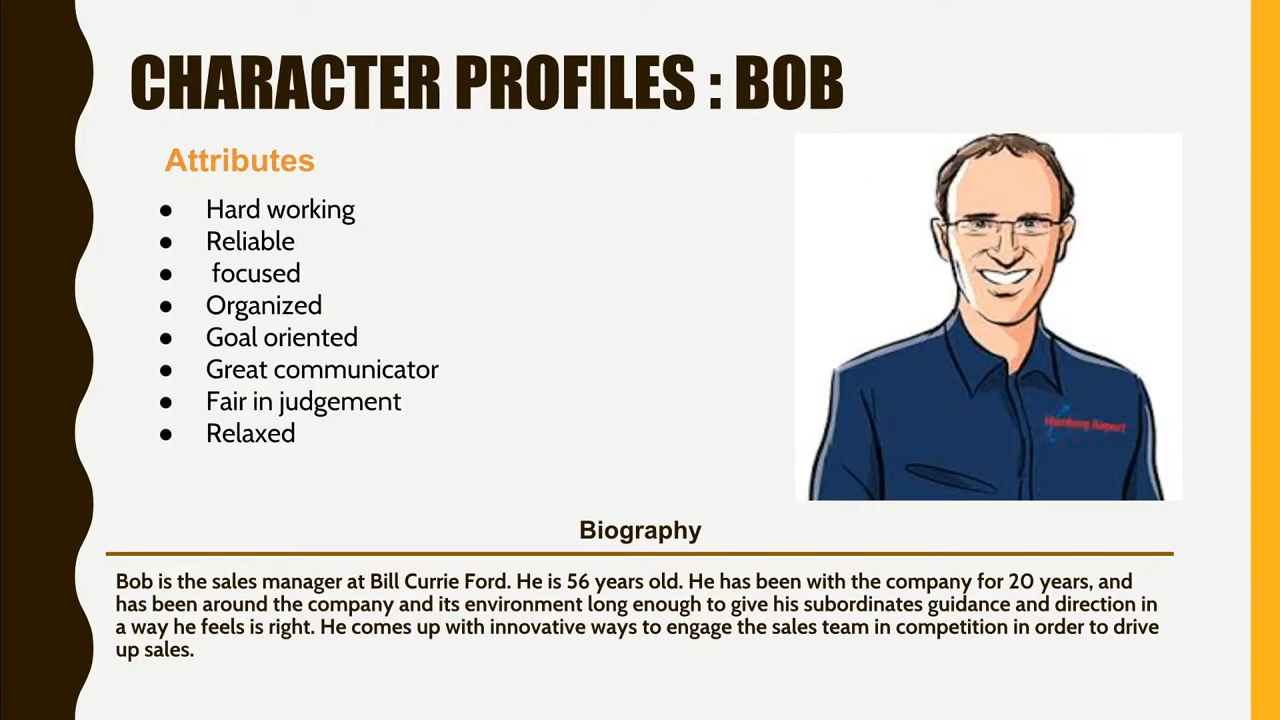 CHARACTER PROFILES : BOB
Attributes
● Hard working
● Reliable
● focused
● Organized
● Goal oriented
● Great communicator
● Fair in judgement
● Relaxed
Biography
Bob is the sales manager at Bill Currie Ford. He is 56 years old. He has been with the company for 20 years, and
has been around the company and its environment long enough to give his subordinates guidance and direction in
a way he feels is right. He comes up with innovative ways to engage the sales team in competition in order to drive
up sales.